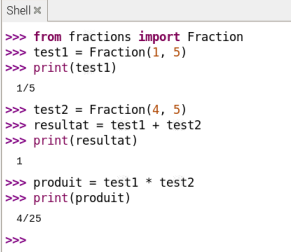 Shell ×
>>> from fractions import Fraction
>>> test1 = Fraction(1, 5)
>>> print(test1)
1/5
>>> test2 = Fraction(4, 5)
>>> resultat = test1 + test2
>>> print(resultat)
1
>>> produit = test1 * test2
>>> print(produit)
4/25
>>>